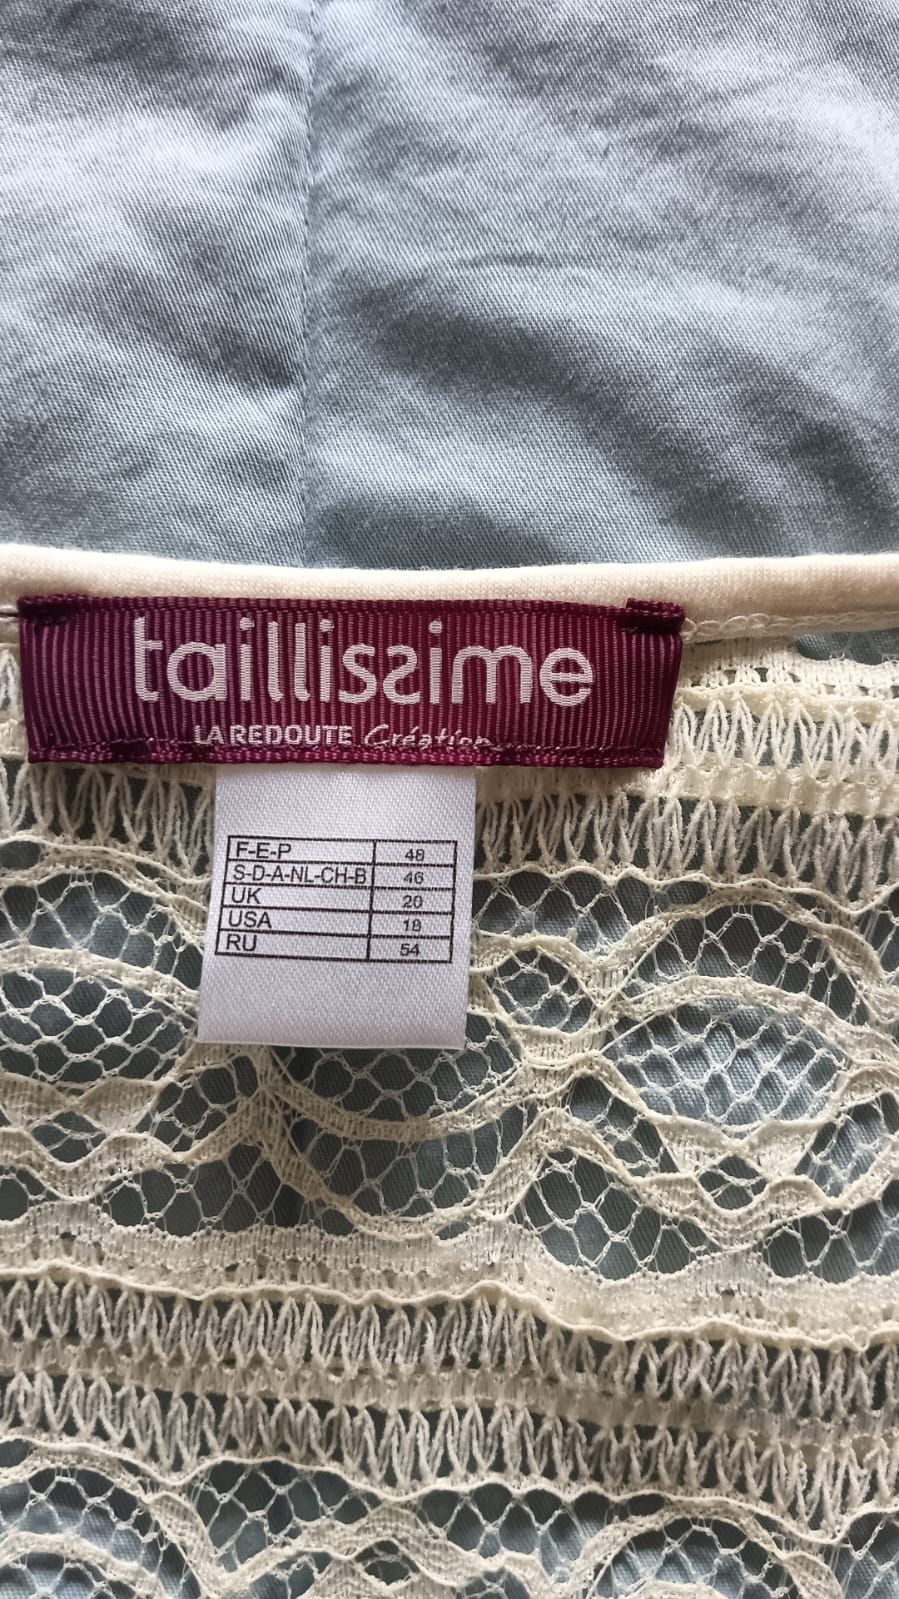 taillissime
LA REDOUTE Création
F-E-P 48
S-D-A-NL-CH-B 46
UK 20
USA 18
RU 54